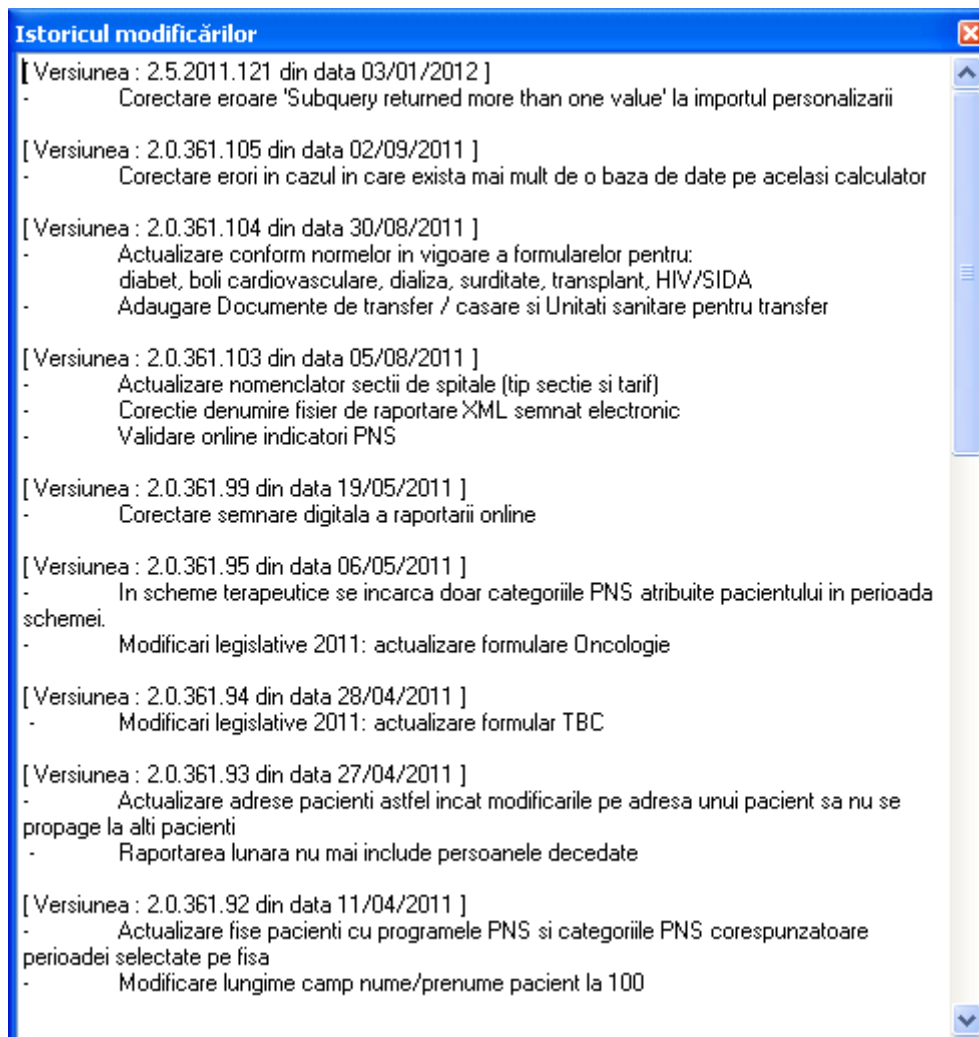 Istoricul modificărilor
[ Versiunea : 2.5.2011.121 din data 03/01/2012 ]
- Corectare eroare 'Subquery returned more than one value' la importul personalizarii
[ Versiunea : 2.0.361.105 din data 02/09/2011 ]
- Corectare erori in cazul in care exista mai mult de o baza de date pe acelasi calculator
[ Versiunea : 2.0.361.104 din data 30/08/2011 ]
- Actualizare conform normelor in vigoare a formularelor pentru:
diabet, boli cardiovasculare, dializa, surditate, transplant, HIV/SIDA
- Adaugare Documente de transfer / casare si Unitati sanitare pentru transfer
[ Versiunea : 2.0.361.103 din data 05/08/2011 ]
- Actualizare nomenclator sectii de spitale (tip sectie si tarif)
- Corectie denumire fisier de raportare XML semnat electronic
- Validare online indicatori PNS
[ Versiunea : 2.0.361.99 din data 19/05/2011 ]
- Corectare semnare digitala a raportarii online
[ Versiunea : 2.0.361.95 din data 06/05/2011 ]
- In scheme terapeutice se incarca doar categoriile PNS atribuite pacientului in perioada
schemei.
- Modificari legislative 2011: actualizare formulare Oncologie
[ Versiunea : 2.0.361.94 din data 28/04/2011 ]
- Modificari legislative 2011: actualizare formular TBC
[ Versiunea : 2.0.361.93 din data 27/04/2011 ]
- Actualizare adrese pacienti astfel incat modificarile pe adresa unui pacient sa nu se
propage la alti pacienti
- Raportarea lunara nu mai include persoanele decedate
[ Versiunea : 2.0.361.92 din data 11/04/2011 ]
- Actualizare fise pacienti cu programele PNS si categoriile PNS corespunzatoare
perioadei selectate pe fisa
- Modificare lungime camp nume/prenume pacient la 100